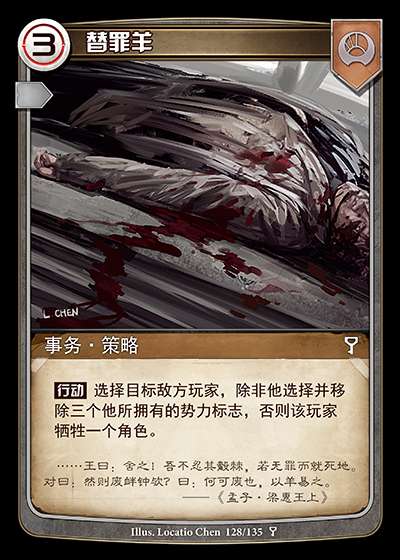 3
替罪羊
L CHEN
事务·策略
行动 选择目标敌方玩家,除非他选择并移
除三个他所拥有的势力标志,否则该玩家
牺牲一个角色。
……王曰:舍之!吾不忍其觳棘,若无罪而就死地。
对曰:然则废衅钟欤?曰:何可废也,以羊易之。
——《孟子·梁惠王上》
Illus. Locatio Chen 128/135